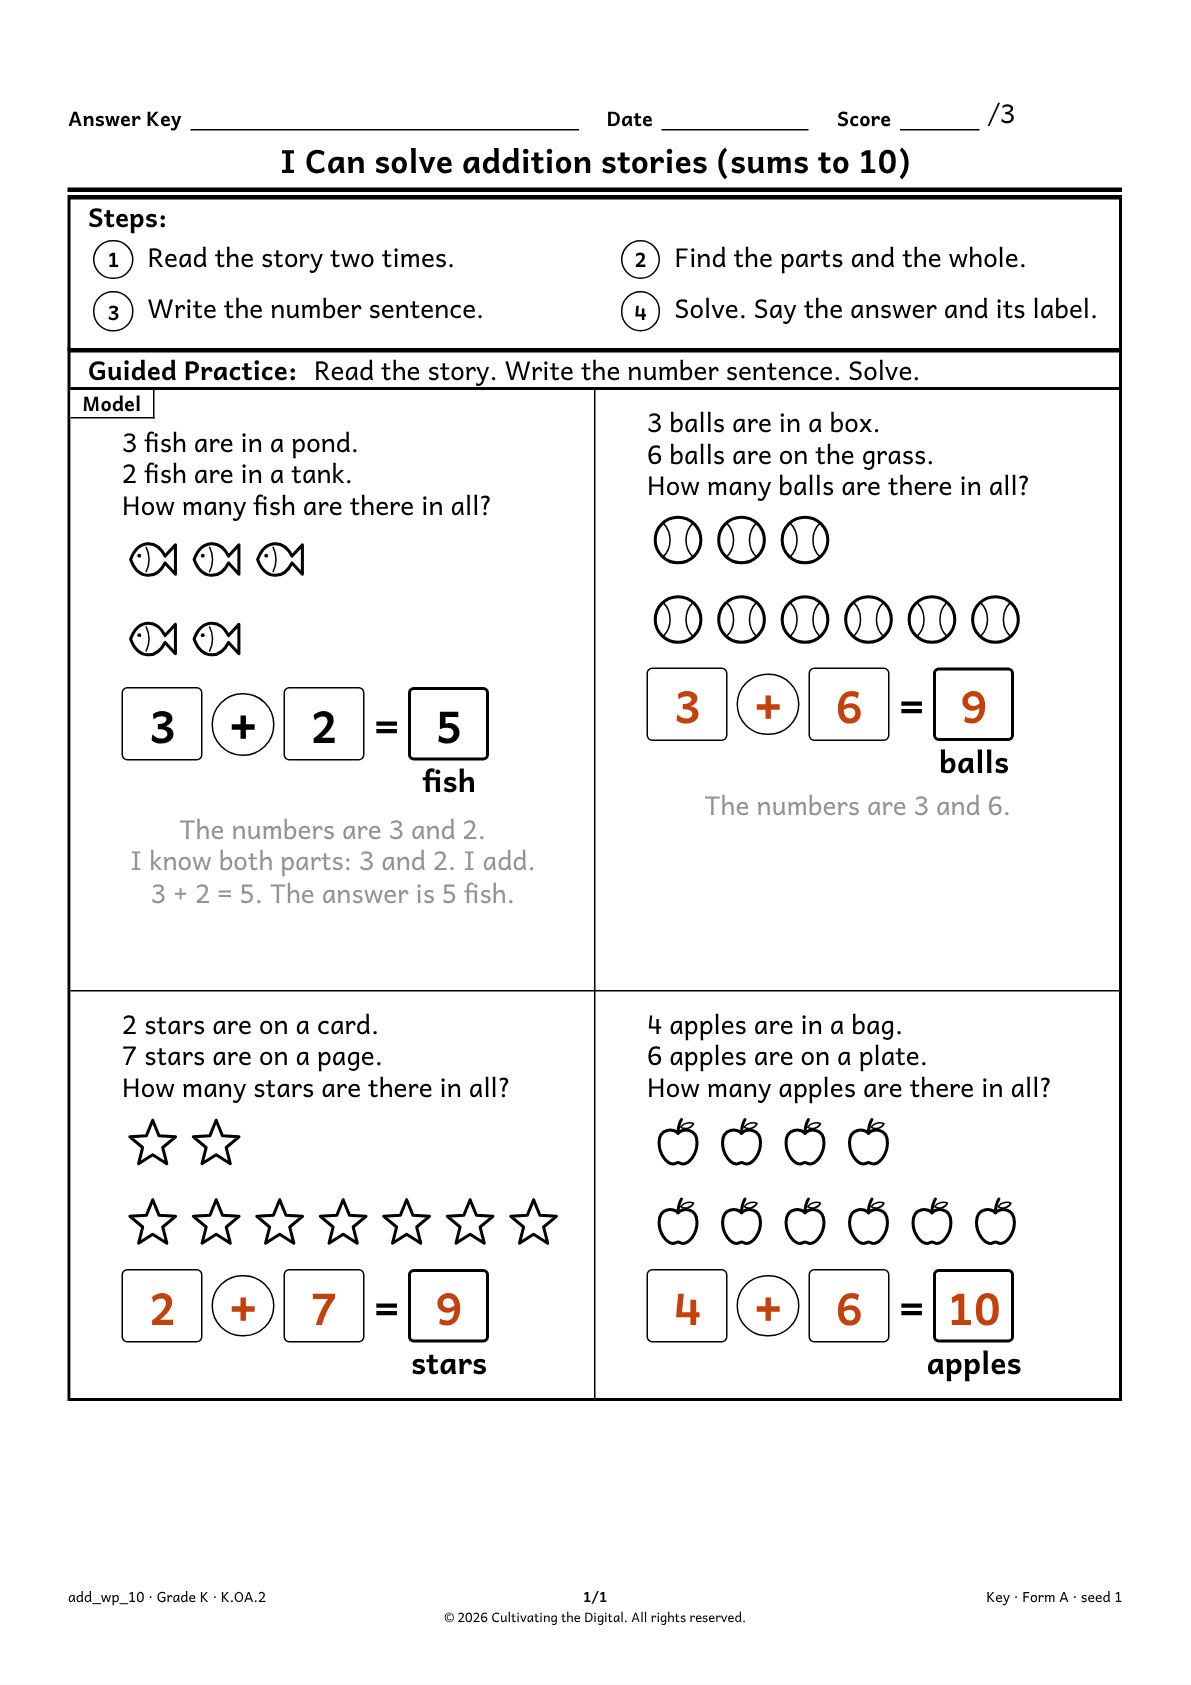 Answer Key Date Score /3
I Can solve addition stories (sums to 10)
Steps:
1 Read the story two times.
2 Find the parts and the whole.
3 Write the number sentence.
4 Solve. Say the answer and its label.
Guided Practice: Read the story. Write the number sentence. Solve.
Model
3 fish are in a pond.
2 fish are in a tank.
How many fish are there in all?
3 + 2 = 5
fish
The numbers are 3 and 2.
I know both parts: 3 and 2. I add.
3 + 2 = 5. The answer is 5 fish.
3 balls are in a box.
6 balls are on the grass.
How many balls are there in all?
3 + 6 = 9
balls
The numbers are 3 and 6.
2 stars are on a card.
7 stars are on a page.
How many stars are there in all?
2 + 7 = 9
stars
4 apples are in a bag.
6 apples are on a plate.
How many apples are there in all?
4 + 6 = 10
apples
add_wp_10 · Grade K · K.OA.2
1/1
Key · Form A · seed 1
© 2026 Cultivating the Digital. All rights reserved.